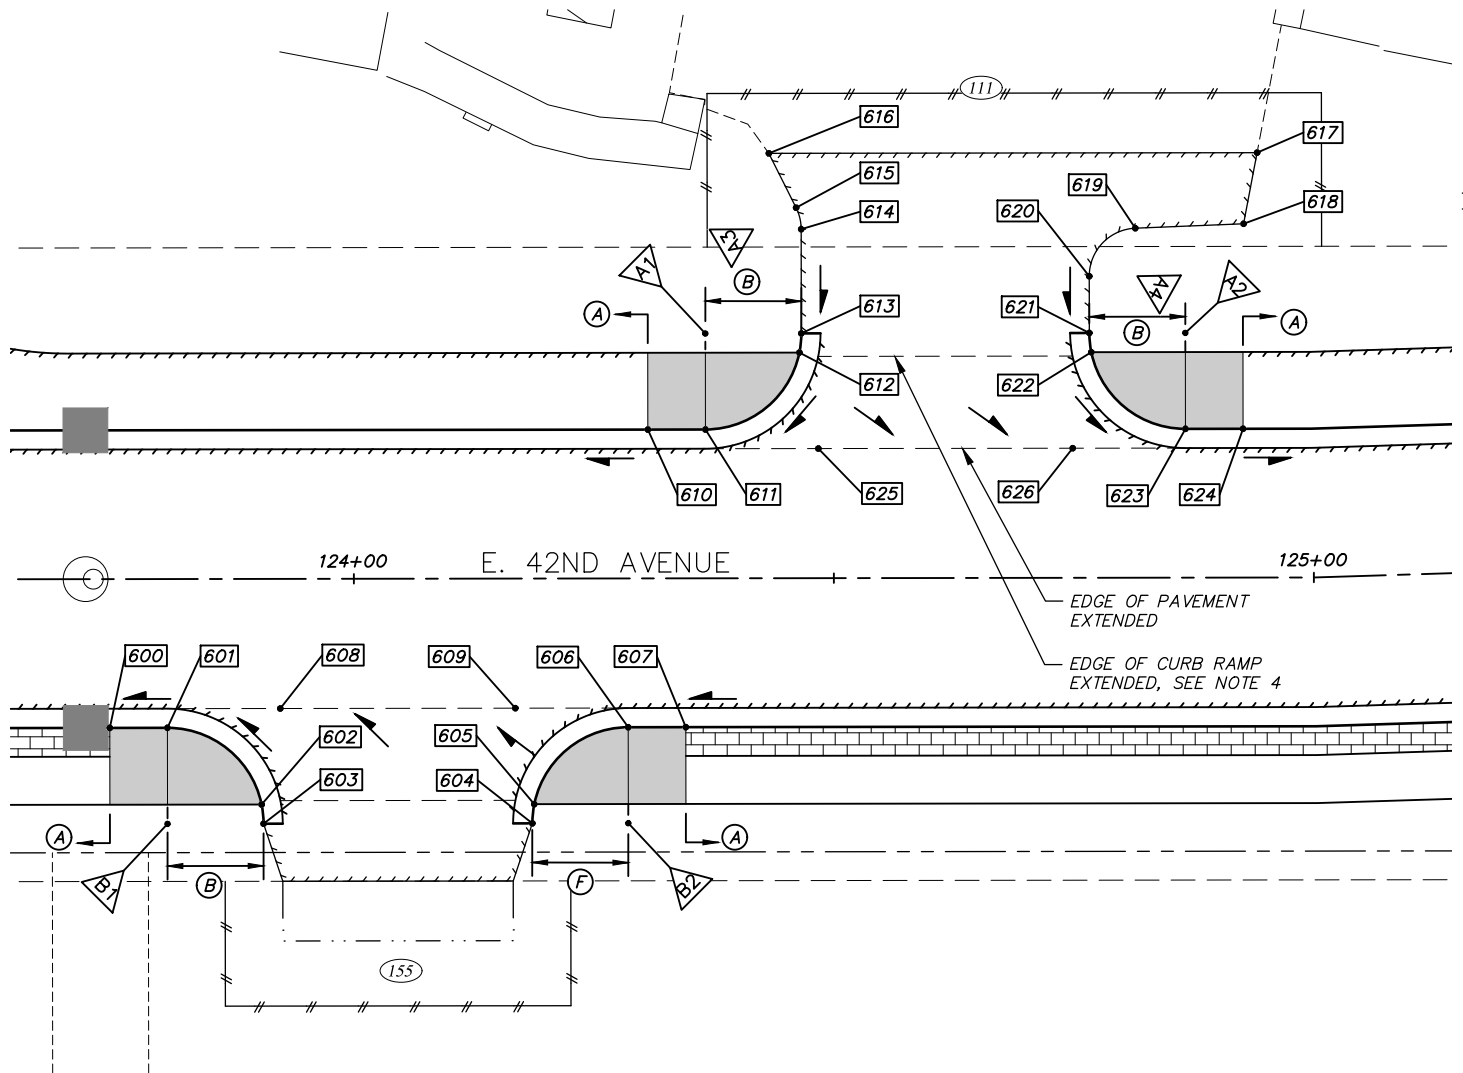 111
616
617
615
619
614
620
618
A3
A1
B
A4
A2
613
621
B
A
A
612
622
610
611
625
626
623
624
124+00
E. 42ND AVENUE
125+00
EDGE OF PAVEMENT
EXTENDED
600
601
608
609
606
607
EDGE OF CURB RAMP
EXTENDED, SEE NOTE 4
602
605
603
604
A
A
B1
B
F
B2
155